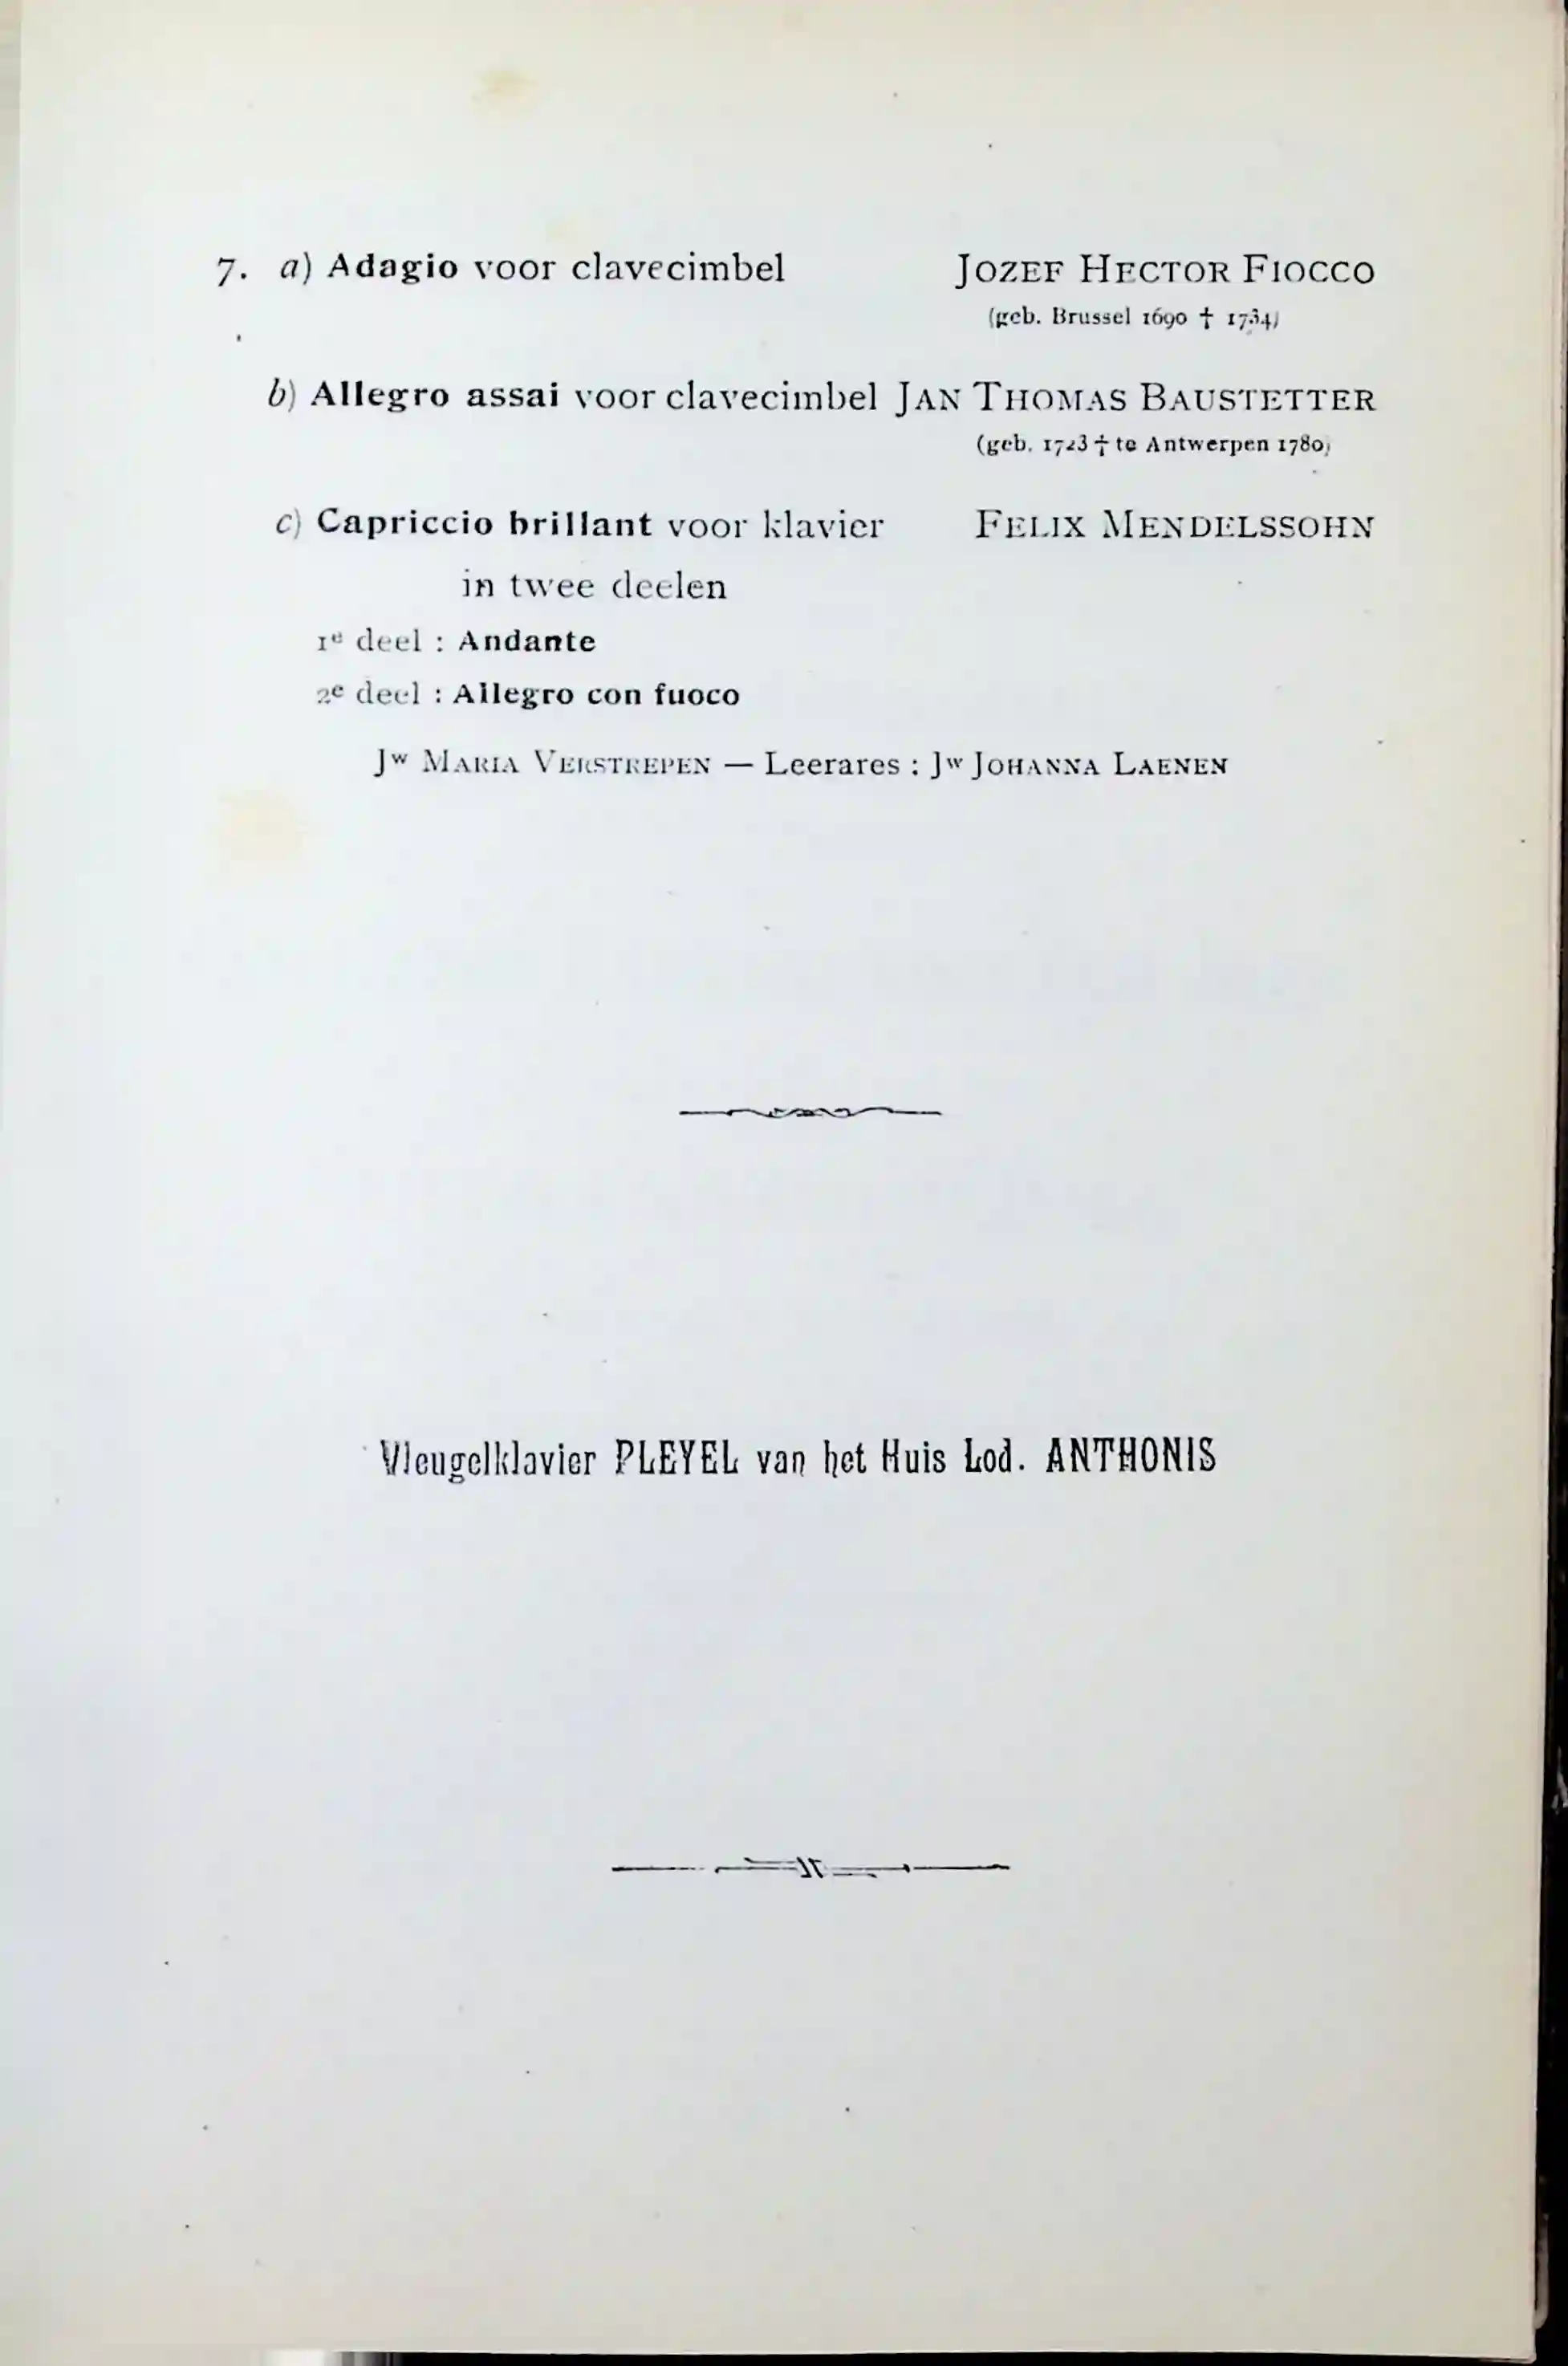 7. a) Adagio voor clavecimbel JOZEF HECTOR FIOCCO
(geb. Brussel 1690 † 1734)
b) Allegro assai voor clavecimbel JAN THOMAS BAUSTETTER
(geb. 1723 † te Antwerpen 1780)
c) Capriccio brillant voor klavier FELIX MENDELSSOHN
in twee deelen
1e deel : Andante
2e deel : Allegro con fuoco
Jw MARIA VERSTREPEN — Leerares : Jw JOHANNA LAENEN
Vleugelklavier PLEYEL van het Huis Lod. ANTHONIS